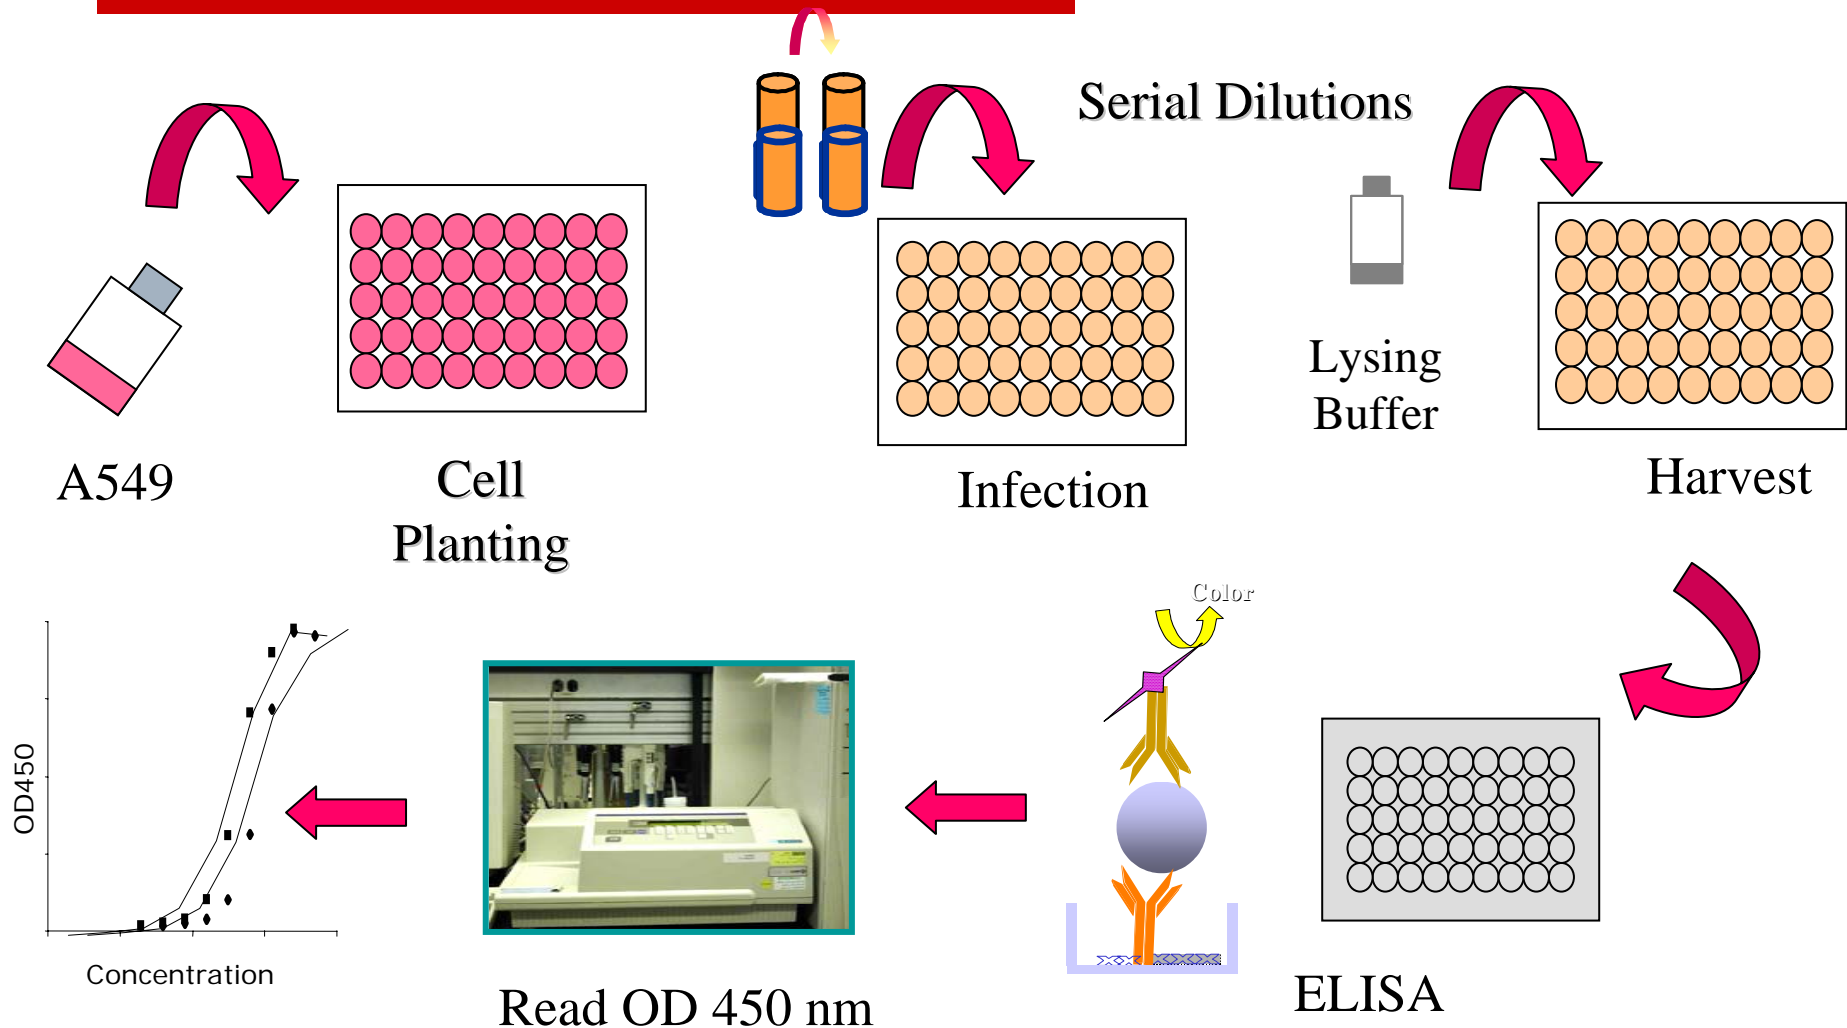 Serial Dilutions
Lysing
Buffer
A549
Cell
Planting
Infection
Harvest
Color
OD450
Concentration
Read OD 450 nm
ELISA